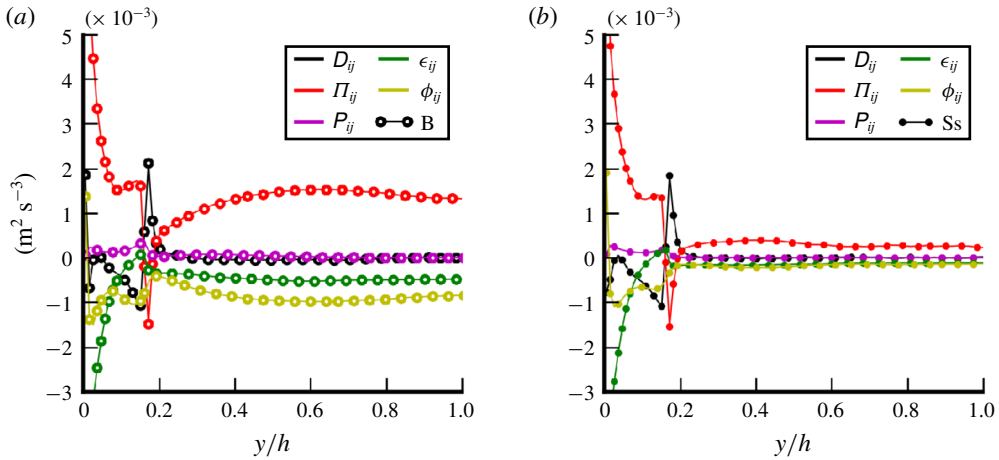 (a)
(× 10⁻³)
5
4
3
2
1
0
−1
−2
−3
(m² s⁻³)
D_ij
Π_ij
P_ij
ϵ_ij
ϕ_ij
B
0
0.2
0.4
0.6
0.8
1.0
y/h
(b)
(× 10⁻³)
5
4
3
2
1
0
−1
−2
−3
D_ij
Π_ij
P_ij
ϵ_ij
ϕ_ij
Ss
0
0.2
0.4
0.6
0.8
1.0
y/h